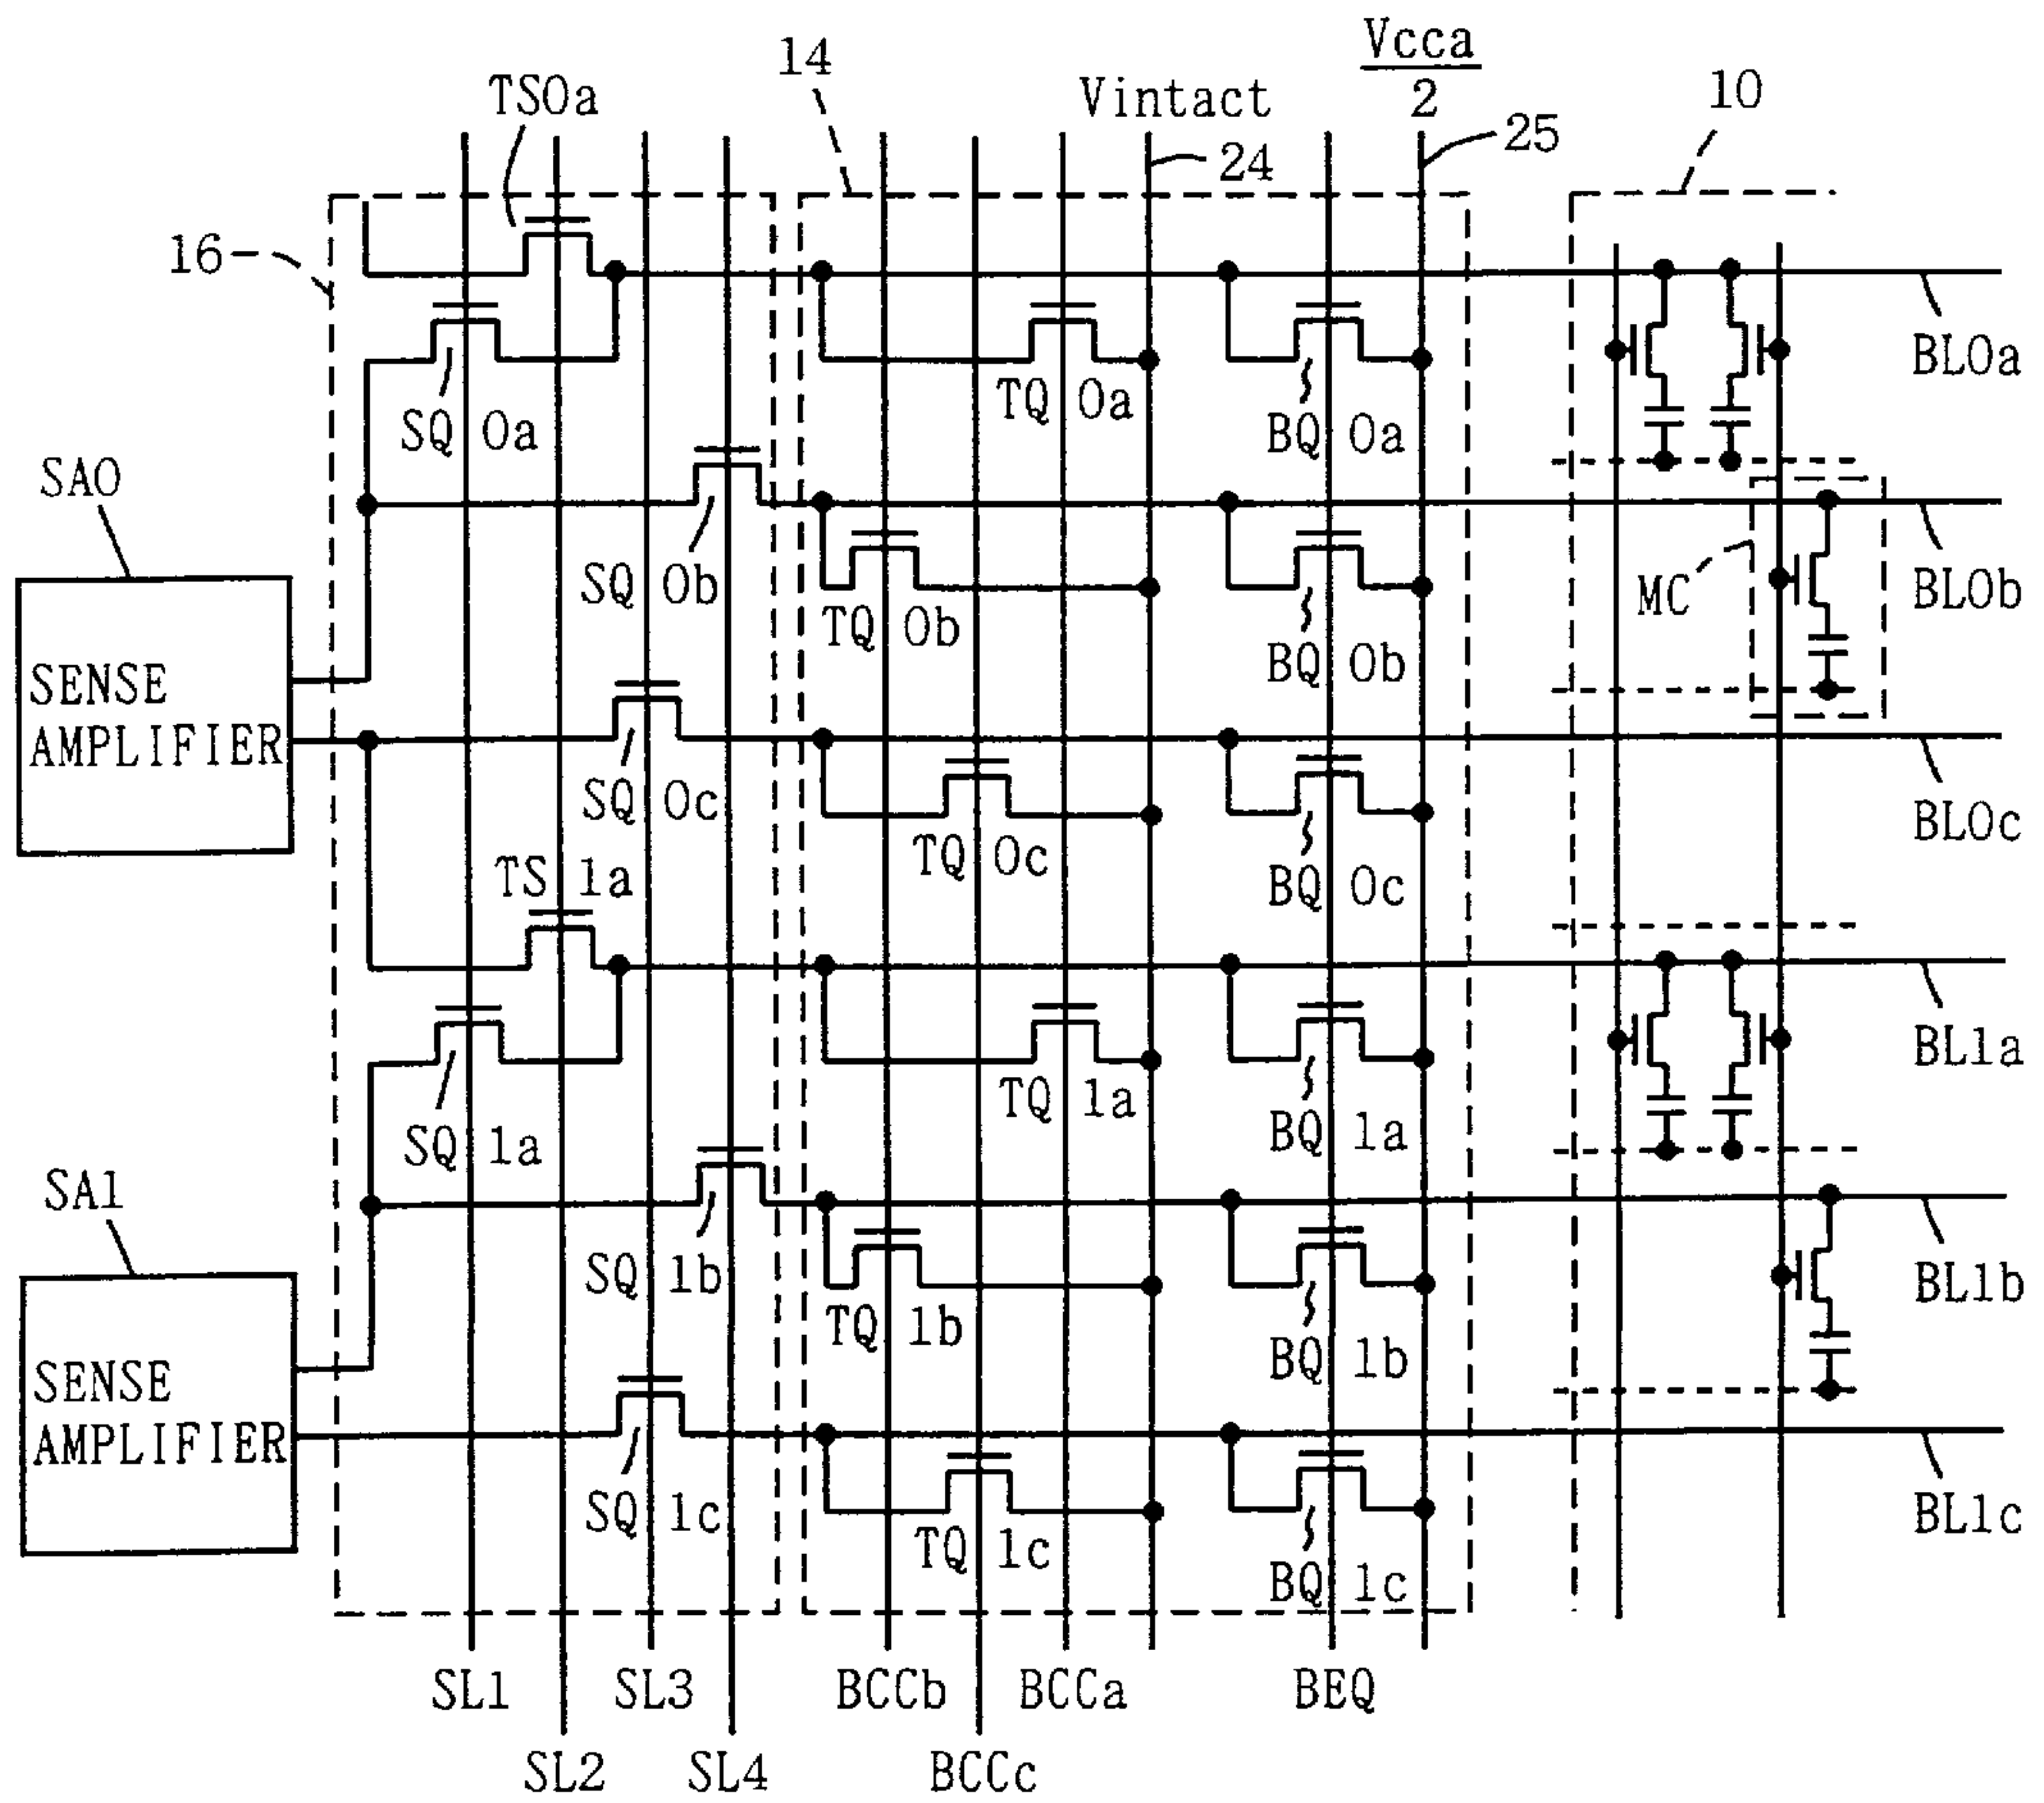 Vcca
14
TS0a
Vintact
2
10
24
25
16
BL0a
TQ 0a
SQ 0a
BQ 0a
SA0
SQ 0b
MC
BL0b
TQ 0b
BQ 0b
SENSE
AMPLIFIER
SQ 0c
BL0c
TQ 0c
TS 1a
BQ 0c
BL1a
TQ 1a
BQ 1a
SQ 1a
SA1
SQ 1b
BL1b
TQ 1b
BQ 1b
SENSE
AMPLIFIER
SQ 1c
BL1c
TQ 1c
BQ 1c
SL1 SL3 BCCb BCCa BEQ
SL2 SL4 BCCc